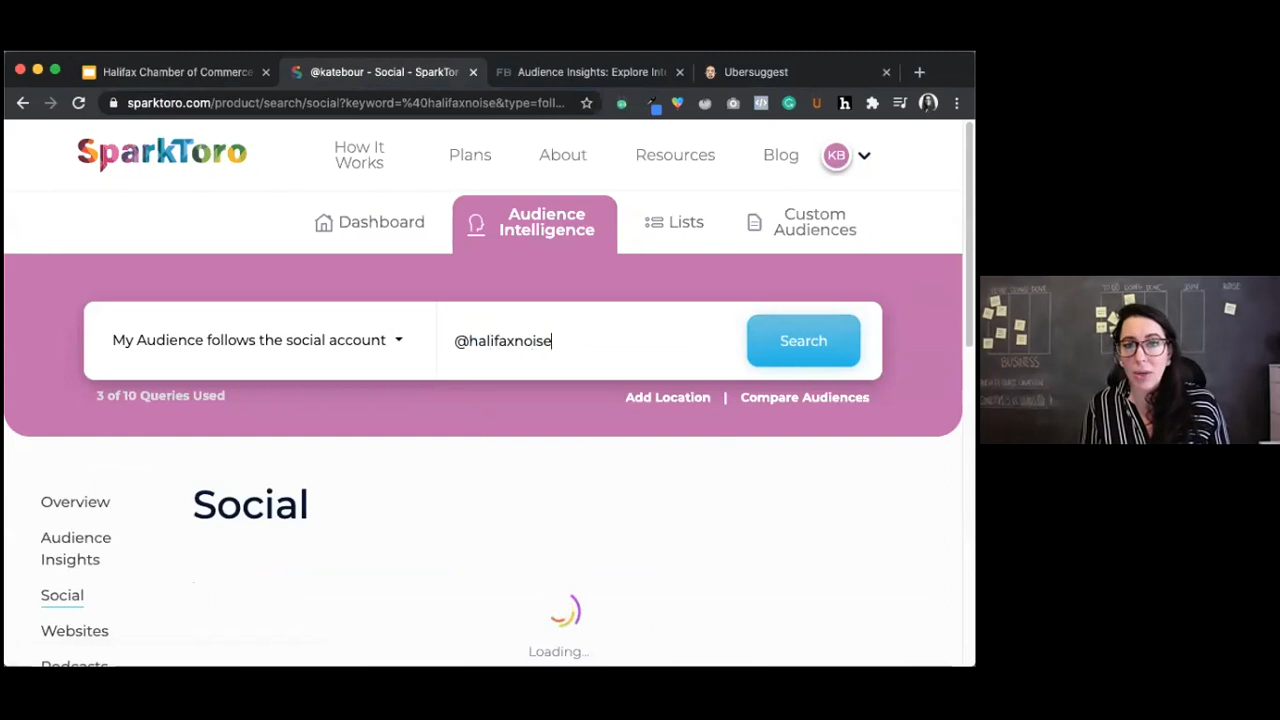 Halifax Chamber of Commerce
@katebour - Social - SparkTor
Audience Insights: Explore Inte
Ubersuggest
sparktoro.com/product/search/social?keyword=%40halifaxnoise&type=foll...
SparkToro
How It
Works
Plans
About
Resources
Blog
KB
Dashboard
Audience
Intelligence
Lists
Custom
Audiences
My Audience follows the social account
@halifaxnoise
Search
3 of 10 Queries Used
Add Location | Compare Audiences
Overview
Audience
Insights
Social
Websites
Podcasts
Social
Loading...
BUSINESS